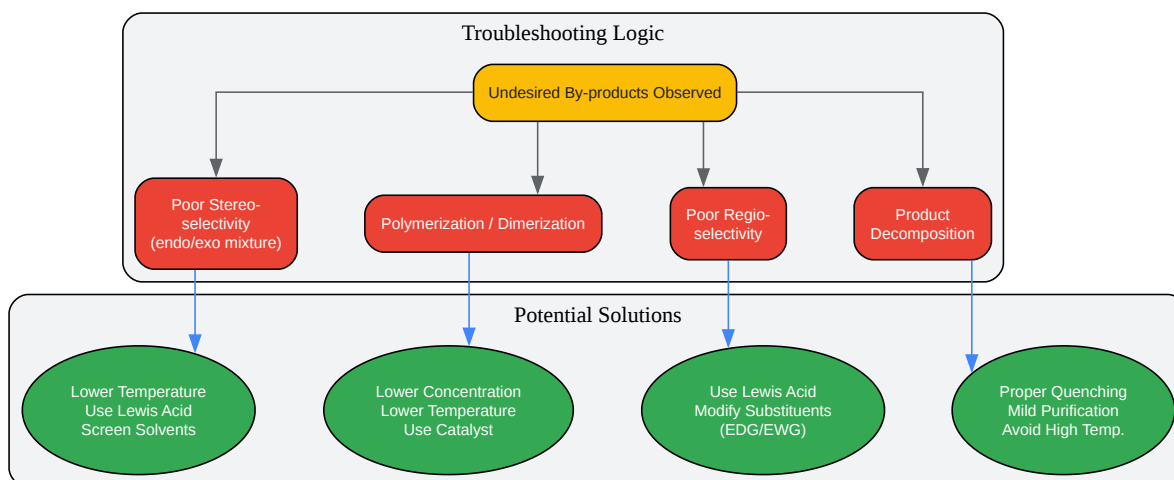 Troubleshooting Logic
Undesired By-products Observed
Poor Stereo-
selectivity
(endo/exo mixture)
Polymerization / Dimerization
Poor Regio-
selectivity
Product
Decomposition
Potential Solutions
Lower Temperature
Use Lewis Acid
Screen Solvents
Lower Concentration
Lower Temperature
Use Catalyst
Use Lewis Acid
Modify Substituents
(EDG/EWG)
Proper Quenching
Mild Purification
Avoid High Temp.